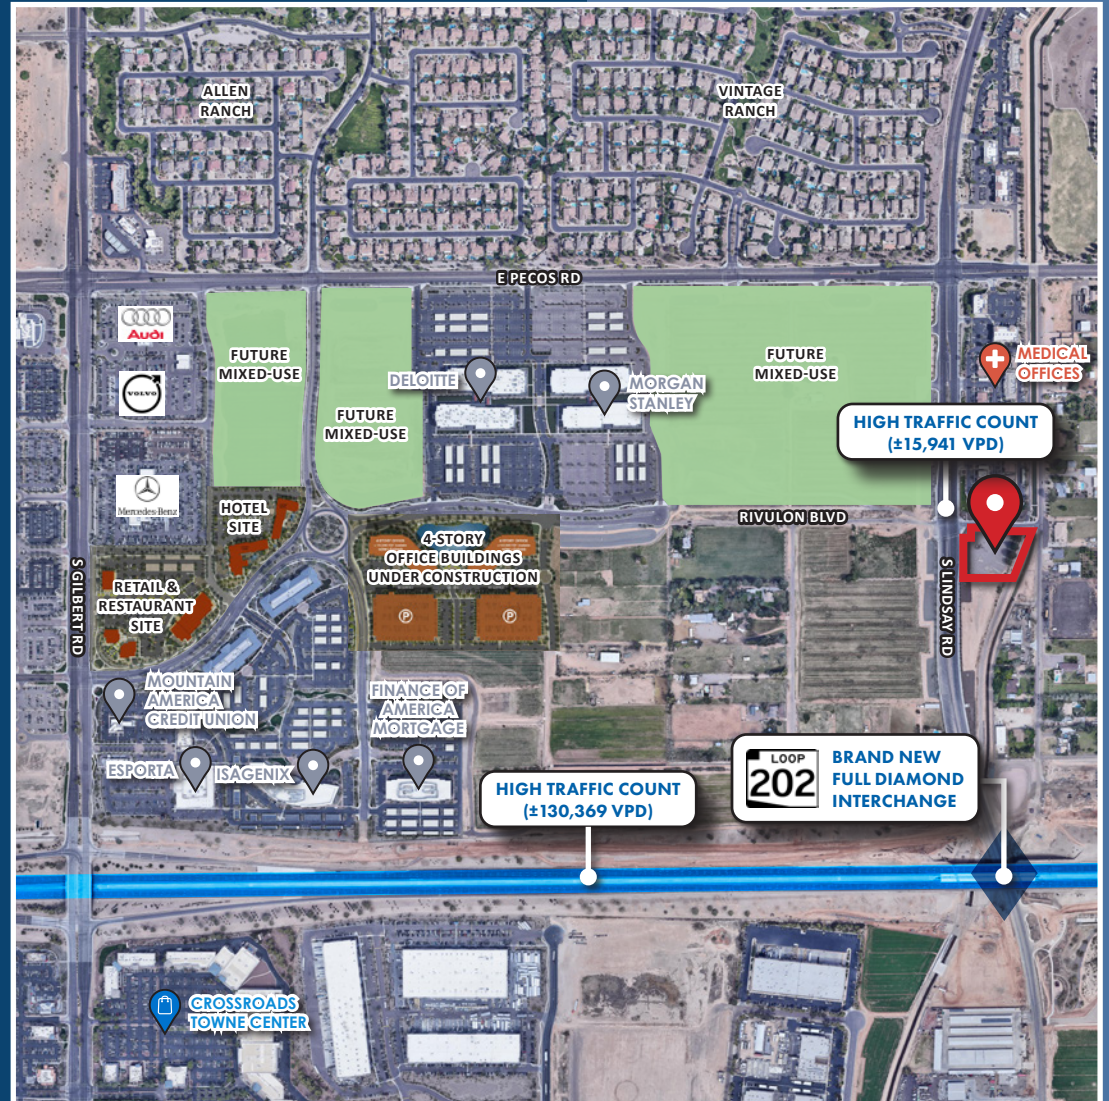 ALLEN
RANCH
VINTAGE
RANCH
E PECOS RD
Audi
VOLVO
Mercedes-Benz
FUTURE
MIXED-USE
FUTURE
MIXED-USE
DELOITTE
MORGAN
STANLEY
FUTURE
MIXED-USE
MEDICAL
OFFICES
HIGH TRAFFIC COUNT
(±15,941 VPD)
HOTEL
SITE
RIVULON BLVD
4-STORY
OFFICE BUILDINGS
UNDER CONSTRUCTION
P
P
S GILBERT RD
RETAIL &
RESTAURANT
SITE
S LINDSAY RD
MOUNTAIN
AMERICA
CREDIT UNION
FINANCE OF
AMERICA
MORTGAGE
ESPORTA
ISAGENIX
HIGH TRAFFIC COUNT
(±130,369 VPD)
LOOP
202
BRAND NEW
FULL DIAMOND
INTERCHANGE
CROSSROADS
TOWNE CENTER